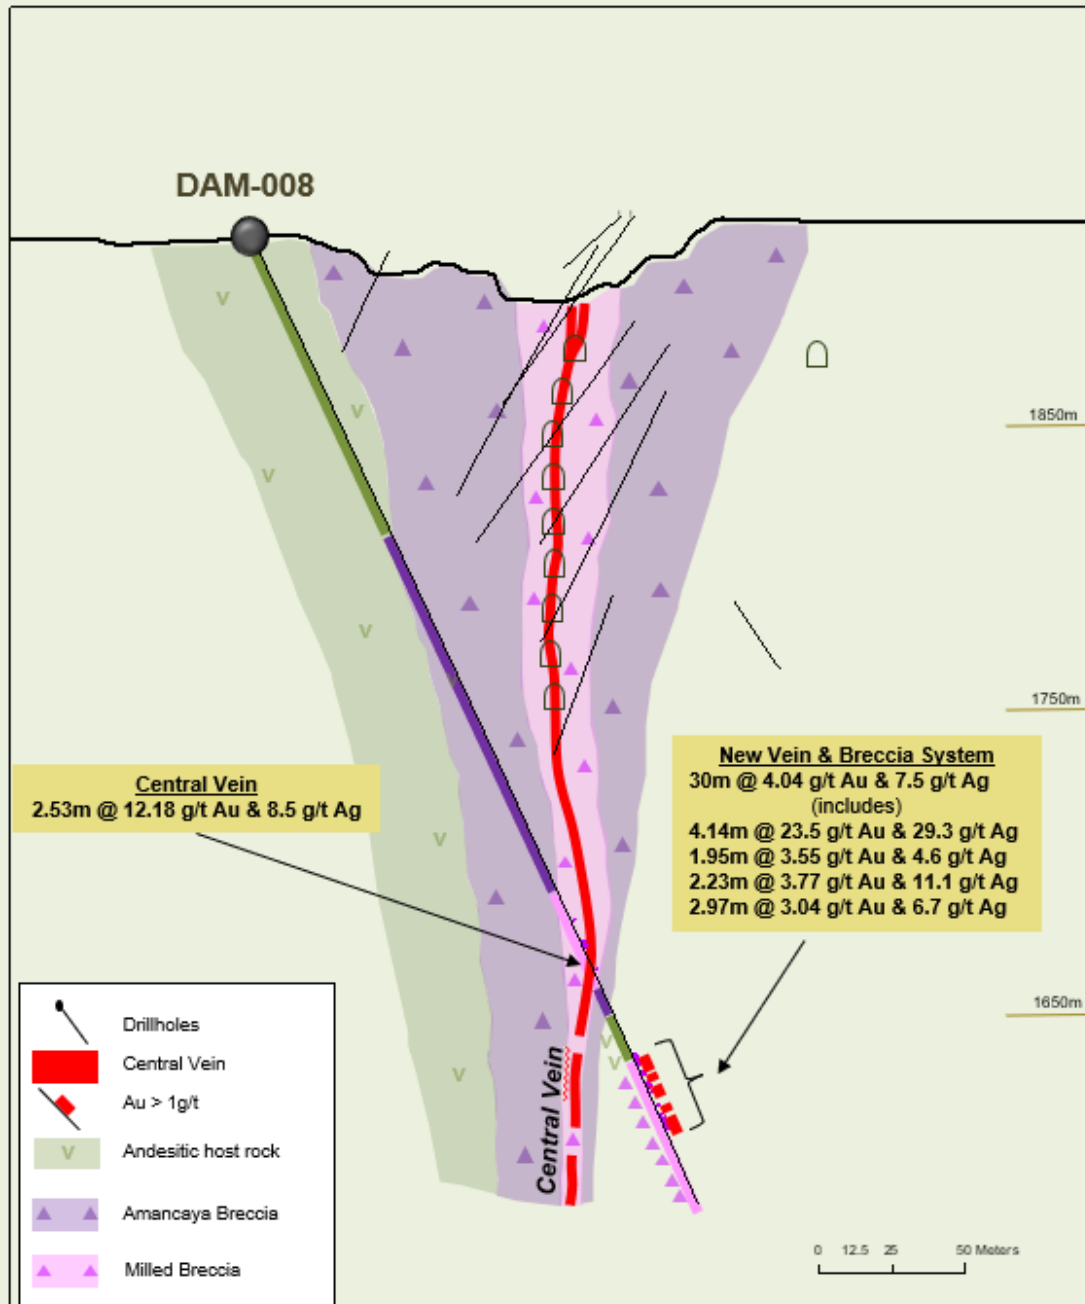 DAM-008
1850m
1750m
Central Vein
2.53m @ 12.18 g/t Au & 8.5 g/t Ag
New Vein & Breccia System
30m @ 4.04 g/t Au & 7.5 g/t Ag
(includes)
4.14m @ 23.5 g/t Au & 29.3 g/t Ag
1.95m @ 3.55 g/t Au & 4.6 g/t Ag
2.23m @ 3.77 g/t Au & 11.1 g/t Ag
2.97m @ 3.04 g/t Au & 6.7 g/t Ag
1650m
Central Vein
Drillholes
Central Vein
Au > 1g/t
Andesitic host rock
Amancaya Breccia
Milled Breccia
0 12.5 25 50 Meters